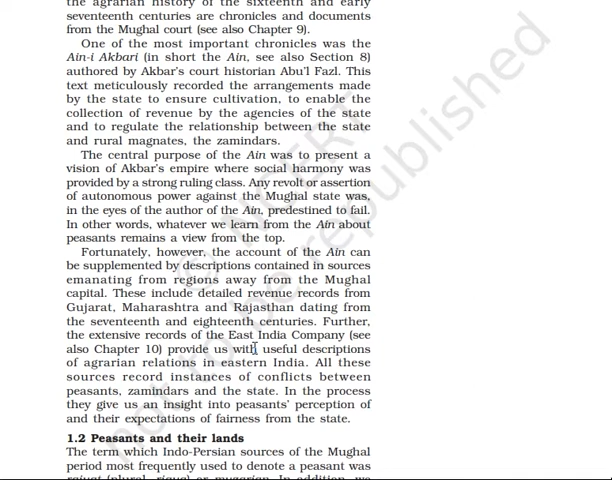 the agrarian history of the sixteenth and early
seventeenth centuries are chronicles and documents
from the Mughal court (see also Chapter 9).
One of the most important chronicles was the
Ain-i Akbari (in short the Ain, see also Section 8)
authored by Akbar's court historian Abu'l Fazl. This
text meticulously recorded the arrangements made
by the state to ensure cultivation, to enable the
collection of revenue by the agencies of the state
and to regulate the relationship between the state
and rural magnates, the zamindars.
The central purpose of the Ain was to present a
vision of Akbar's empire where social harmony was
provided by a strong ruling class. Any revolt or assertion
of autonomous power against the Mughal state was,
in the eyes of the author of the Ain, predestined to fail.
In other words, whatever we learn from the Ain about
peasants remains a view from the top.
Fortunately, however, the account of the Ain can
be supplemented by descriptions contained in sources
emanating from regions away from the Mughal
capital. These include detailed revenue records from
Gujarat, Maharashtra and Rajasthan dating from
the seventeenth and eighteenth centuries. Further,
the extensive records of the East India Company (see
also Chapter 10) provide us with useful descriptions
of agrarian relations in eastern India. All these
sources record instances of conflicts between
peasants, zamindars and the state. In the process
they give us an insight into peasants' perception of
and their expectations of fairness from the state.
1.2 Peasants and their lands
The term which Indo-Persian sources of the Mughal
period most frequently used to denote a peasant was
raiyat (plural, riaya) or muzarian. In addition, we
© NCERT
not to be republished